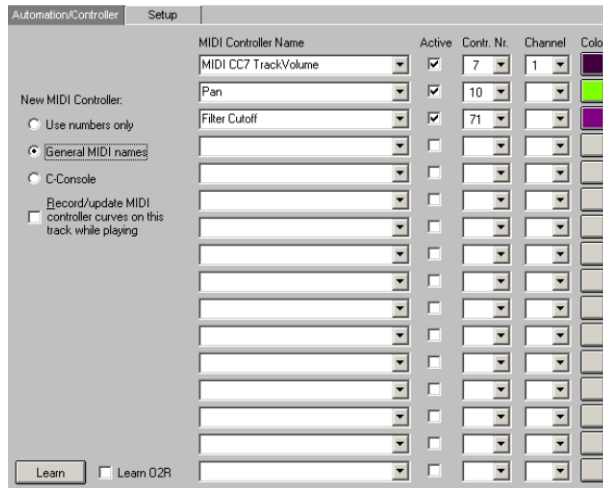 Automation/Controller Setup
MIDI Controller Name Active Contr. Nr. Channel Colo
MIDI CC7 TrackVolume 7 1
Pan 10
Filter Cutoff 71
New MIDI Controller:
Use numbers only
General MIDI names
C-Console
Record/update MIDI
controller curves on this
track while playing
Learn Learn 02R